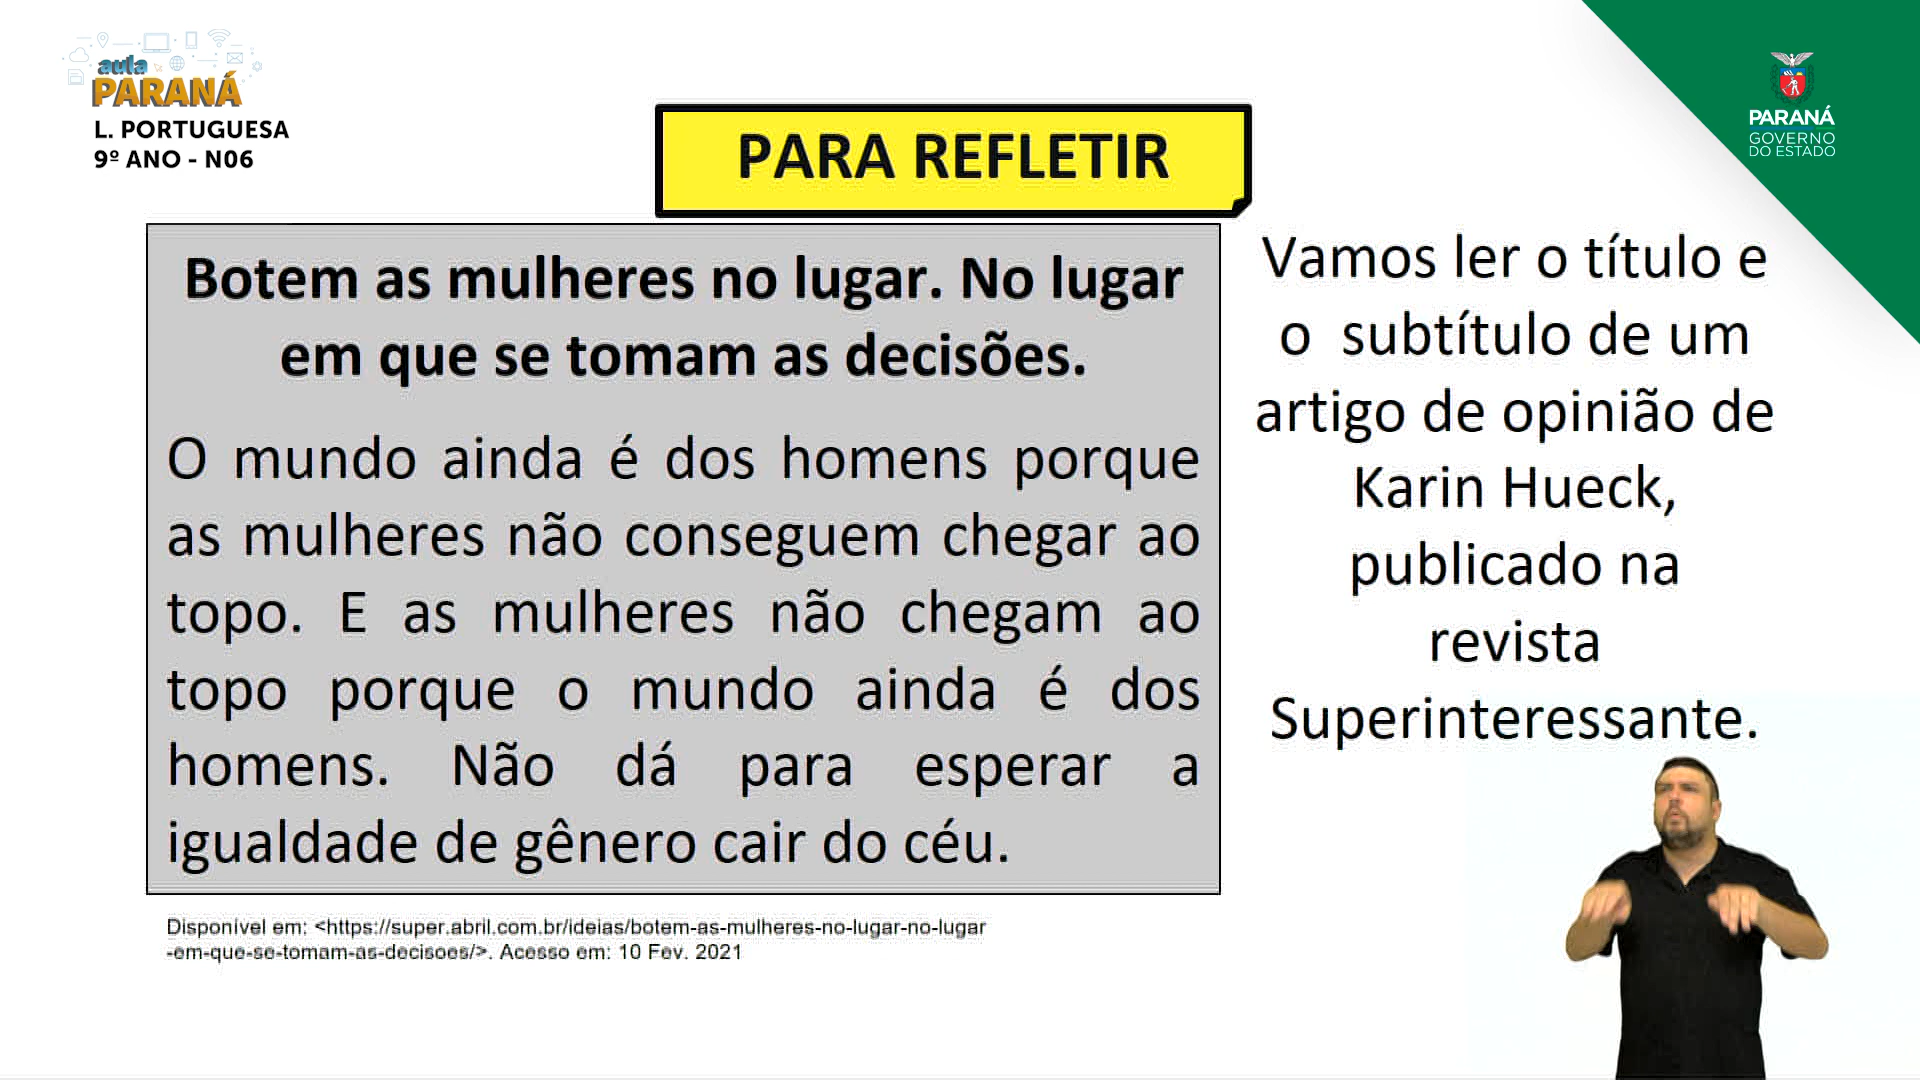 aula
PARANÁ
L. PORTUGUESA
9º ANO - N06
PARANÁ
GOVERNO
DO ESTADO
PARA REFLETIR
Botem as mulheres no lugar. No lugar
em que se tomam as decisões.
O mundo ainda é dos homens porque
as mulheres não conseguem chegar ao
topo. E as mulheres não chegam ao
topo porque o mundo ainda é dos
homens. Não dá para esperar a
igualdade de gênero cair do céu.
Disponível em: <https://super.abril.com.br/ideias/botem-as-mulheres-no-lugar-no-lugar
-em-que-se-tomam-as-decisoes/>. Acesso em: 10 Fev. 2021
Vamos ler o título e
o subtítulo de um
artigo de opinião de
Karin Hueck,
publicado na
revista
Superinteressante.